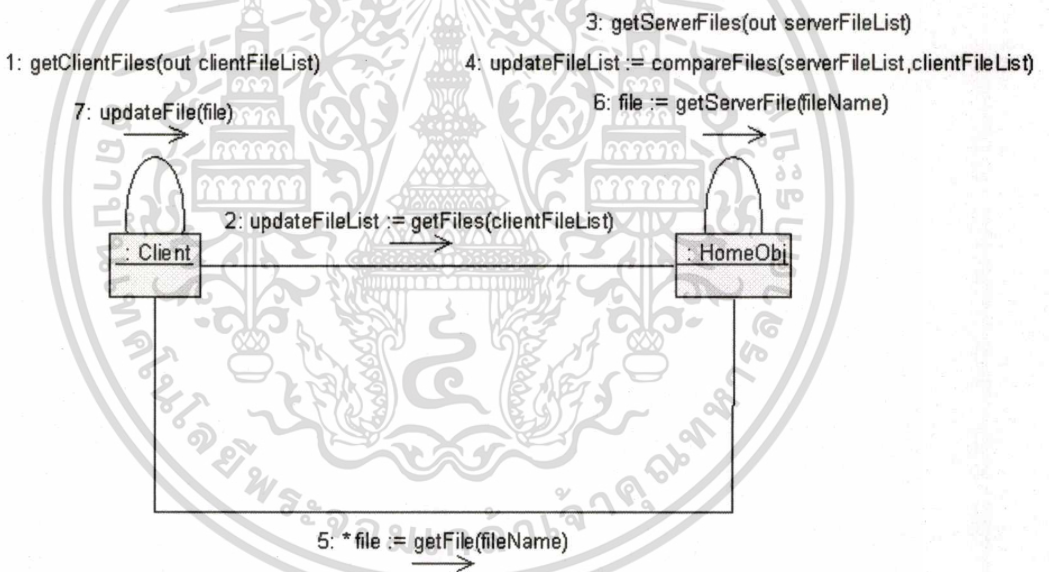 3: getServerFiles(out serverFileList)
1: getClientFiles(out clientFileList)
4: updateFileList := compareFiles(serverFileList,clientFileList)
7: updateFile(file)
6: file := getServerFile(fileName)
2: updateFileList := getFiles(clientFileList)
: Client
: HomeObj
5: * file := getFile(fileName)